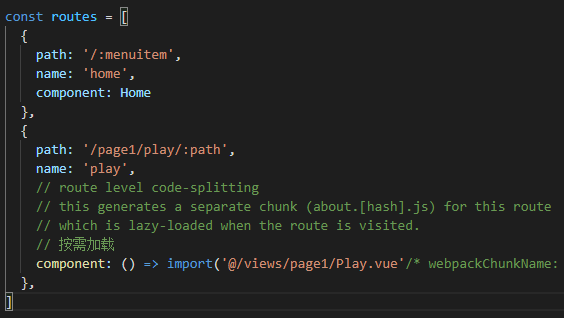 const routes = [
{
path: '/:menuitem',
name: 'home',
component: Home
},
{
path: '/page1/play/:path',
name: 'play',
// route level code-splitting
// this generates a separate chunk (about.[hash].js) for this route
// which is lazy-loaded when the route is visited.
// 按需加载
component: () => import('@/views/page1/Play.vue'/* webpackChunkName:
},
]